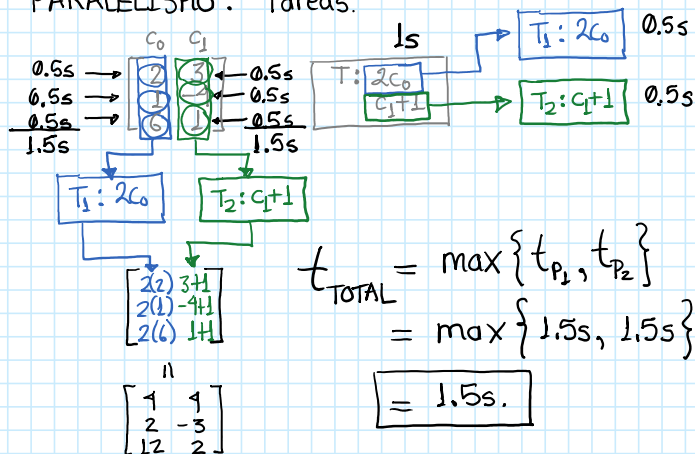 PARALELISMO: Tareas.
C₀ C₁
1s
T₁: 2C₀ 0.5s
0.5s 2 3 0.5s
T: 2C₀
0.5s 1 -4 0.5s
C₁+1
T₂: C₁+1 0.5s
0.5s 6 1 0.5s
1.5s 1.5s
T₁: 2C₀ T₂: C₁+1
2(2) 3+1
2(1) -4+1
2(6) 1+1
=
4 4
2 -3
12 2
t_TOTAL = max{t_P₁, t_P₂}
= max{1.5s, 1.5s}
= 1.5s.